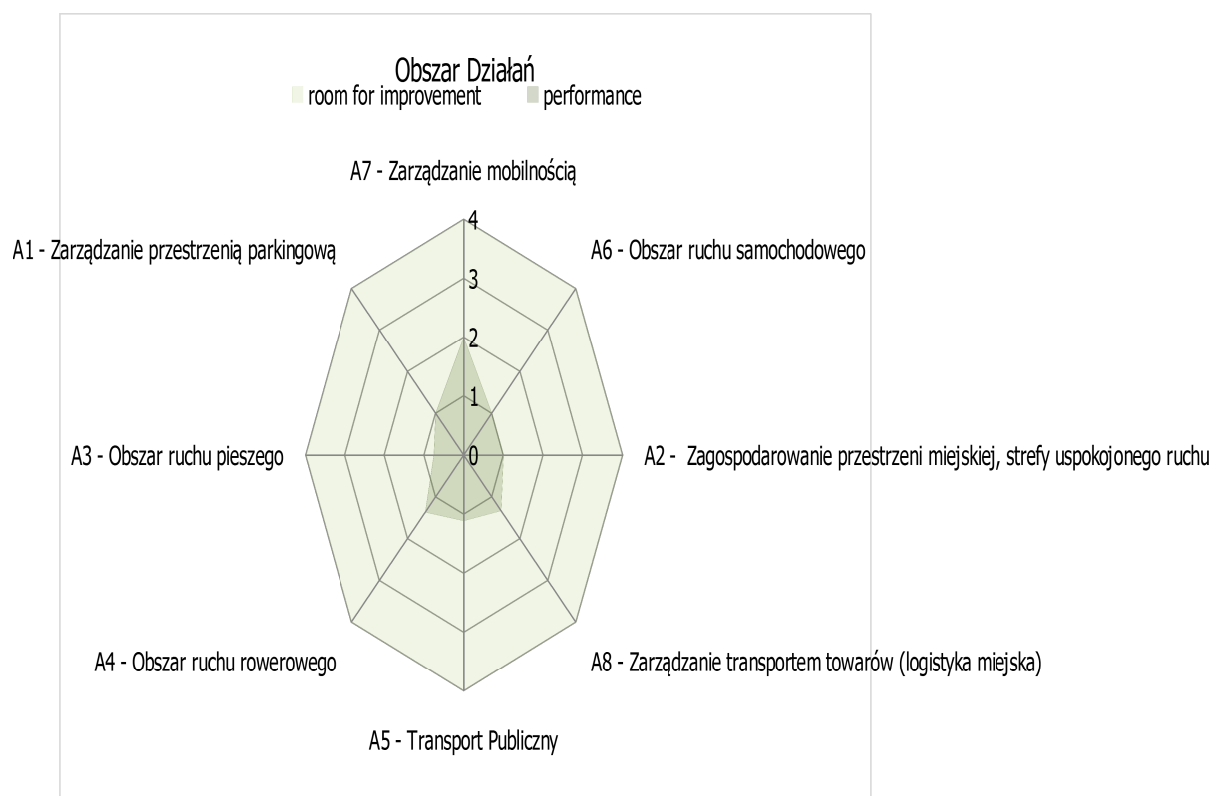 Obszar Działań
room for improvement performance
A7 - Zarządzanie mobilnością
4
A1 - Zarządzanie przestrzenią parkingową
A6 - Obszar ruchu samochodowego
3
2
1
A3 - Obszar ruchu pieszego
0
A2 - Zagospodarowanie przestrzeni miejskiej, strefy uspokojonego ruchu
A4 - Obszar ruchu rowerowego
A8 - Zarządzanie transportem towarów (logistyka miejska)
A5 - Transport Publiczny